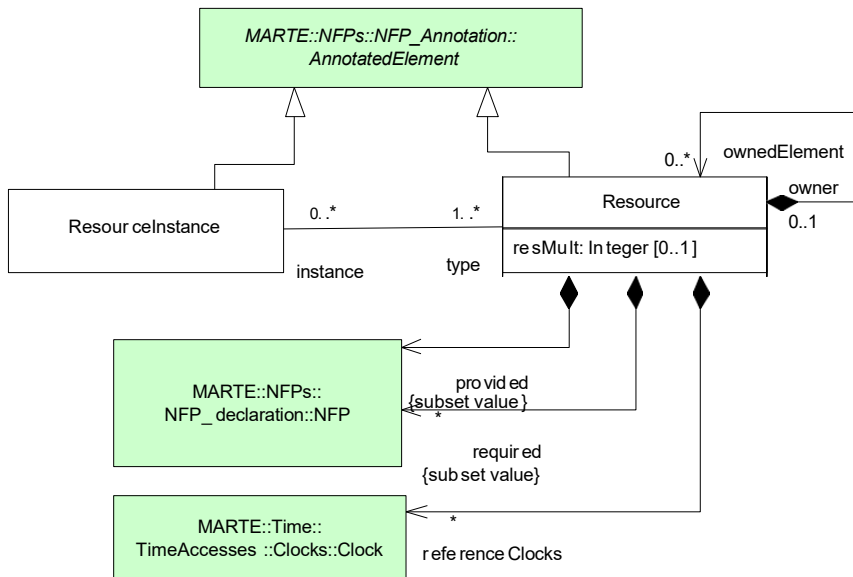 MARTE::NFPs::NFP_Annotation::
AnnotatedElement
0..*
ownedElement
owner
0..1
ResourceInstance
0..*
1..*
Resource
resMult: Integer [0..1]
instance
type
MARTE::NFPs::
NFP_declaration::NFP
provided
{subset value}
*
required
{subset value}
MARTE::Time::
TimeAccesses::Clocks::Clock
*
referenceClocks